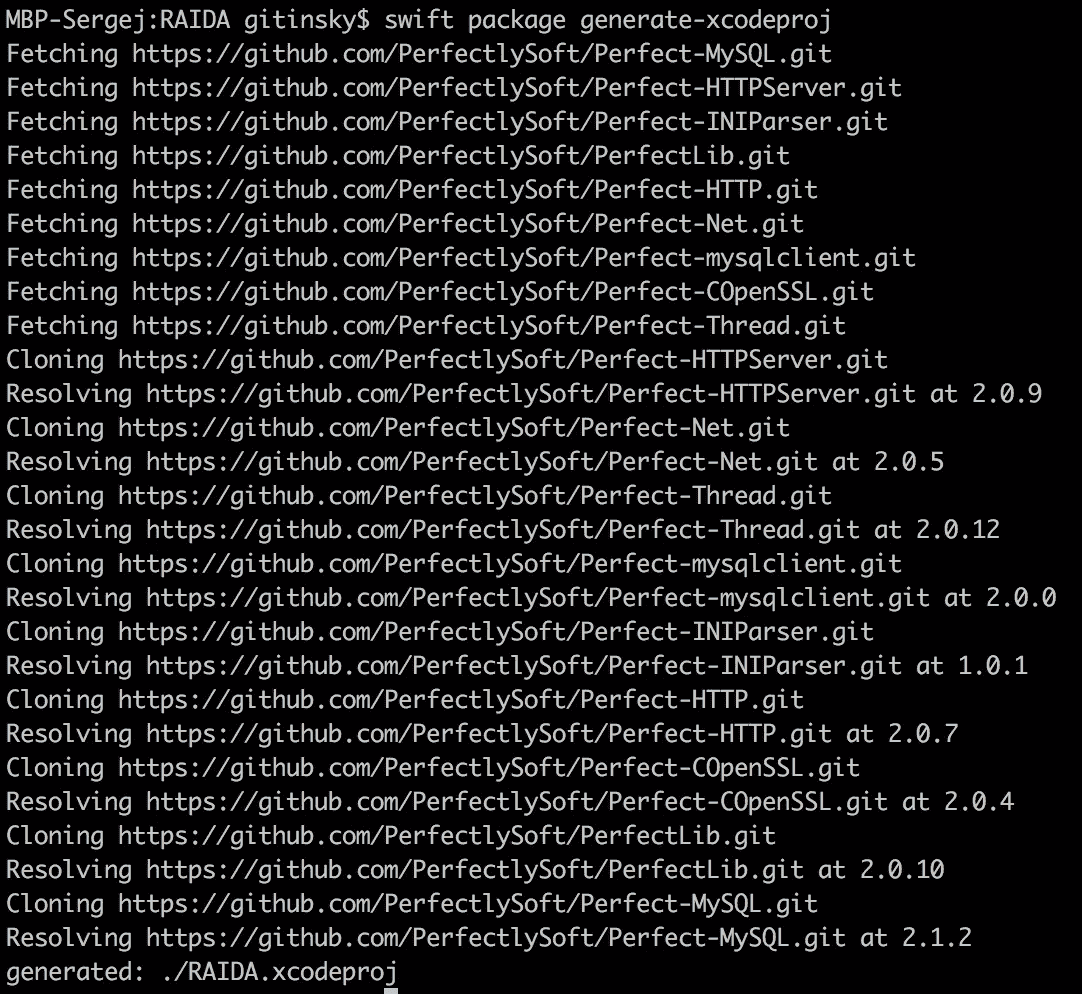 MBP-Sergej:RAIDA gitinsky$ swift package generate-xcodeproj
Fetching https://github.com/PerfectlySoft/Perfect-MySQL.git
Fetching https://github.com/PerfectlySoft/Perfect-HTTPServer.git
Fetching https://github.com/PerfectlySoft/Perfect-INIParser.git
Fetching https://github.com/PerfectlySoft/PerfectLib.git
Fetching https://github.com/PerfectlySoft/Perfect-HTTP.git
Fetching https://github.com/PerfectlySoft/Perfect-Net.git
Fetching https://github.com/PerfectlySoft/Perfect-mysqlclient.git
Fetching https://github.com/PerfectlySoft/Perfect-COpenSSL.git
Fetching https://github.com/PerfectlySoft/Perfect-Thread.git
Cloning https://github.com/PerfectlySoft/Perfect-HTTPServer.git
Resolving https://github.com/PerfectlySoft/Perfect-HTTPServer.git at 2.0.9
Cloning https://github.com/PerfectlySoft/Perfect-Net.git
Resolving https://github.com/PerfectlySoft/Perfect-Net.git at 2.0.5
Cloning https://github.com/PerfectlySoft/Perfect-Thread.git
Resolving https://github.com/PerfectlySoft/Perfect-Thread.git at 2.0.12
Cloning https://github.com/PerfectlySoft/Perfect-mysqlclient.git
Resolving https://github.com/PerfectlySoft/Perfect-mysqlclient.git at 2.0.0
Cloning https://github.com/PerfectlySoft/Perfect-INIParser.git
Resolving https://github.com/PerfectlySoft/Perfect-INIParser.git at 1.0.1
Cloning https://github.com/PerfectlySoft/Perfect-HTTP.git
Resolving https://github.com/PerfectlySoft/Perfect-HTTP.git at 2.0.7
Cloning https://github.com/PerfectlySoft/Perfect-COpenSSL.git
Resolving https://github.com/PerfectlySoft/Perfect-COpenSSL.git at 2.0.4
Cloning https://github.com/PerfectlySoft/PerfectLib.git
Resolving https://github.com/PerfectlySoft/PerfectLib.git at 2.0.10
Cloning https://github.com/PerfectlySoft/Perfect-MySQL.git
Resolving https://github.com/PerfectlySoft/Perfect-MySQL.git at 2.1.2
generated: ./RAIDA.xcodeproj